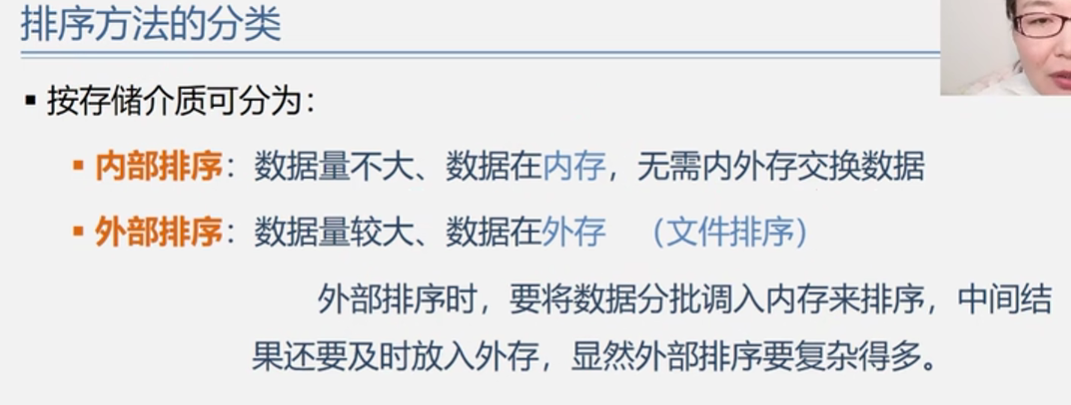 排序方法的分类
▪ 按存储介质可分为：
▪ 内部排序：数据量不大、数据在内存，无需内外存交换数据
▪ 外部排序：数据量较大、数据在外存 （文件排序）
外部排序时，要将数据分批调入内存来排序，中间结
果还要及时放入外存，显然外部排序要复杂得多。